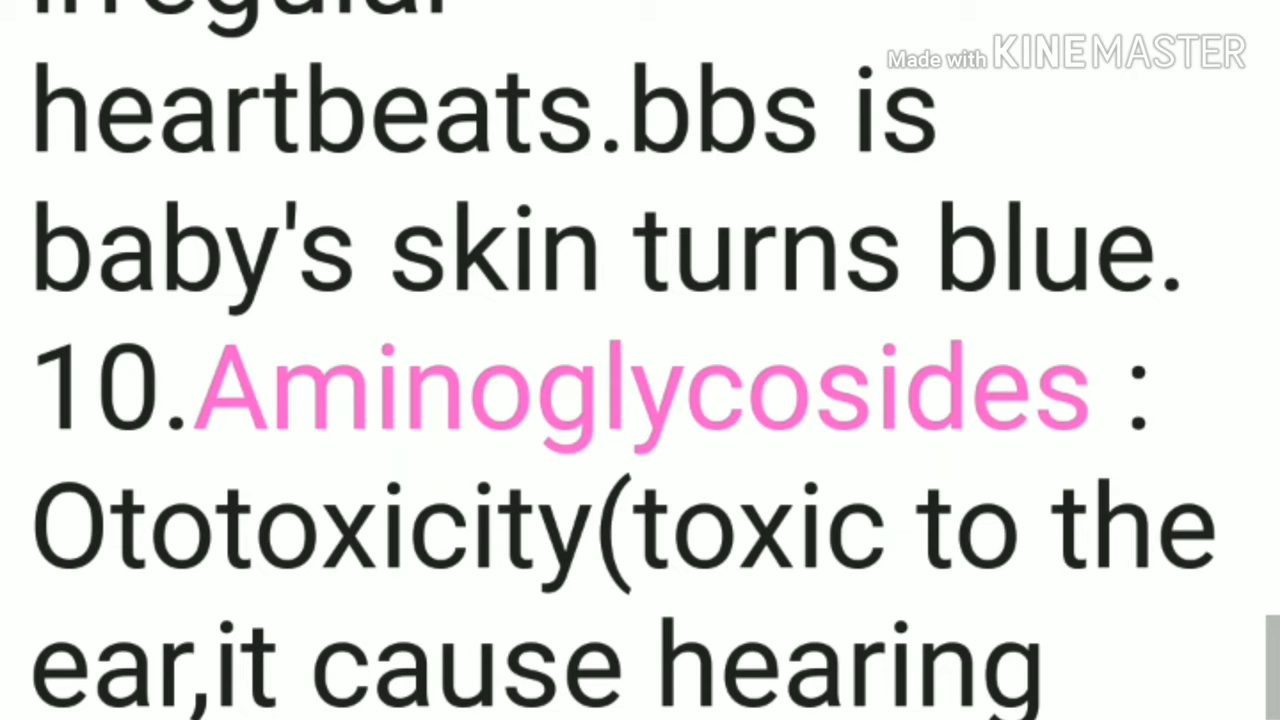 irregular
Made with KINEMASTER
heartbeats.bbs is
baby's skin turns blue.
10.Aminoglycosides :
Ototoxicity(toxic to the
ear,it cause hearing